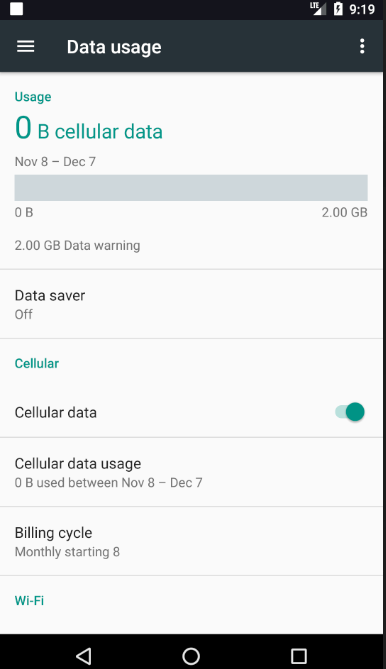 LTE 9:19
Data usage
Usage
0 B cellular data
Nov 8 – Dec 7
0 B 2.00 GB
2.00 GB Data warning
Data saver
Off
Cellular
Cellular data
Cellular data usage
0 B used between Nov 8 – Dec 7
Billing cycle
Monthly starting 8
Wi-Fi